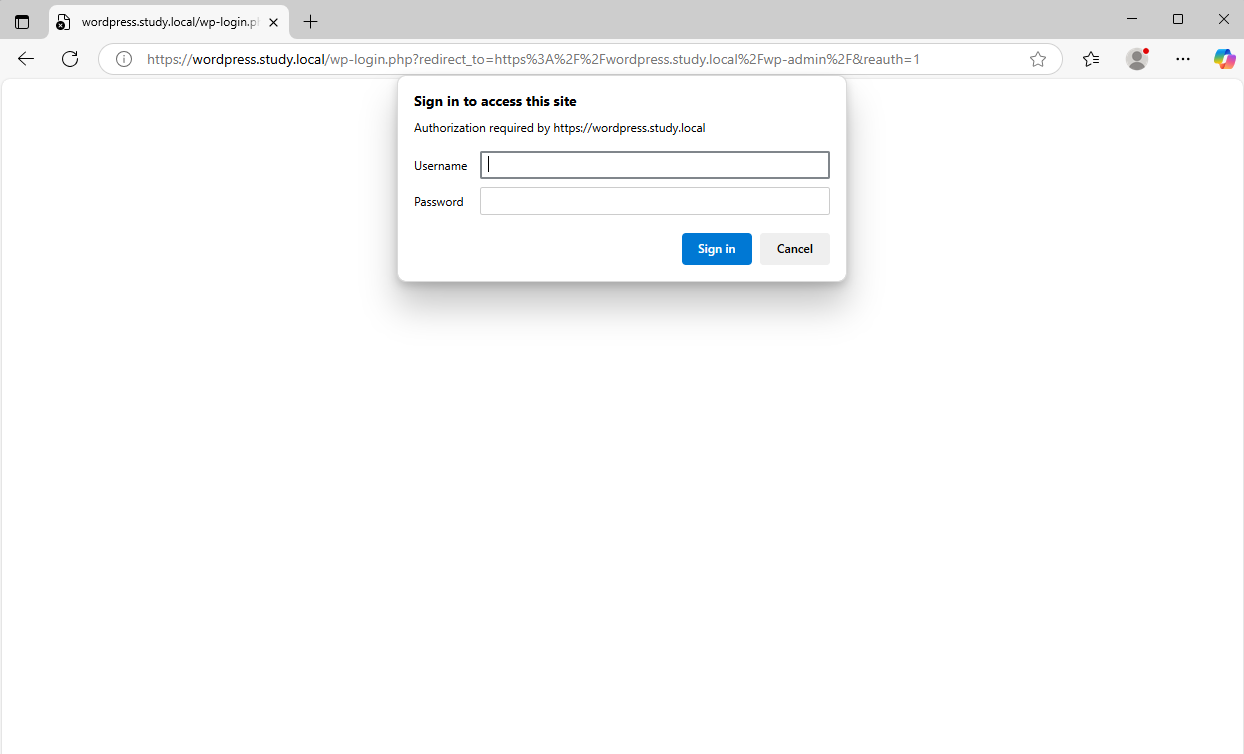 wordpress.study.local/wp-login.p
https://wordpress.study.local/wp-login.php?redirect_to=https%3A%2F%2Fwordpress.study.local%2Fwp-admin%2F&reauth=1
Sign in to access this site
Authorization required by https://wordpress.study.local
Username
Password
Sign in
Cancel